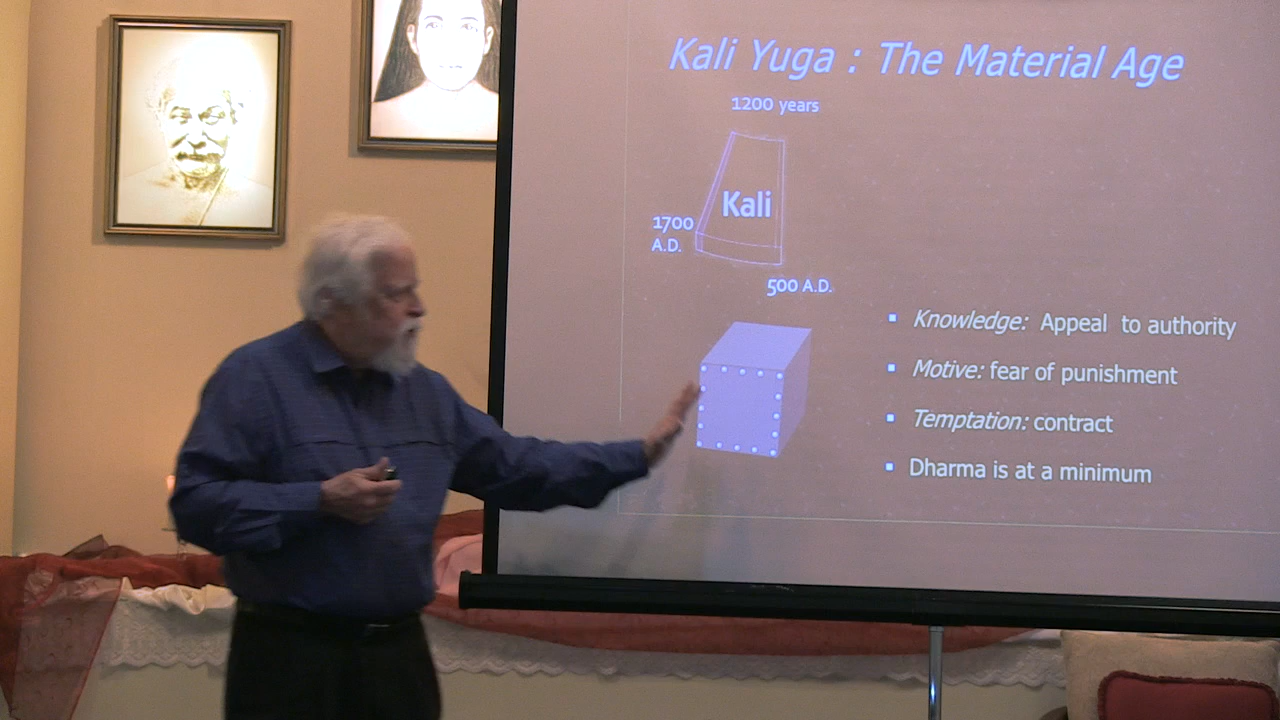 Kali Yuga : The Material Age
1200 years
Kali
1700
A.D.
500 A.D.
Knowledge: Appeal to authority
Motive: fear of punishment
Temptation: contract
Dharma is at a minimum